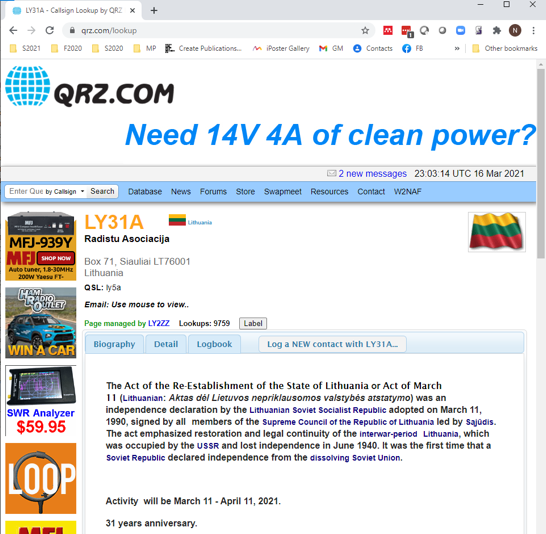 LY31A - Callsign Lookup by QRZ.
qrz.com/lookup
N
S2021 F2020 S2020 MP Create Publications... iPoster Gallery GM Contacts FB » Other bookmarks
QRZ.COM
Need 14V 4A of clean power?
2 new messages 23:03:14 UTC 16 Mar 2021
Enter Que by Callsign Search Database News Forums Store Swapmeet Resources Contact W2NAF
MFJ-939Y
MFJ SHOP NOW
Auto tuner, 1.8-30MHz
200W Yaesu FT-
HAM RADIO OUTLET
WIN A CAR
SWR Analyzer
$59.95
LOOP
MFJ
LY31A Lithuania
Radistu Asociacija
Box 71, Siauliai LT76001
Lithuania
QSL: ly5a
Email: Use mouse to view..
Page managed by LY2ZZ Lookups: 9759 Label
Biography Detail Logbook Log a NEW contact with LY31A...
The Act of the Re-Establishment of the State of Lithuania or Act of March
11 (Lithuanian: Aktas dėl Lietuvos nepriklausomos valstybės atstatymo) was an
independence declaration by the Lithuanian Soviet Socialist Republic adopted on March 11,
1990, signed by all members of the Supreme Council of the Republic of Lithuania led by Sąjūdis.
The act emphasized restoration and legal continuity of the interwar-period Lithuania, which
was occupied by the USSR and lost independence in June 1940. It was the first time that a
Soviet Republic declared independence from the dissolving Soviet Union.
Activity will be March 11 - April 11, 2021.
31 years anniversary.